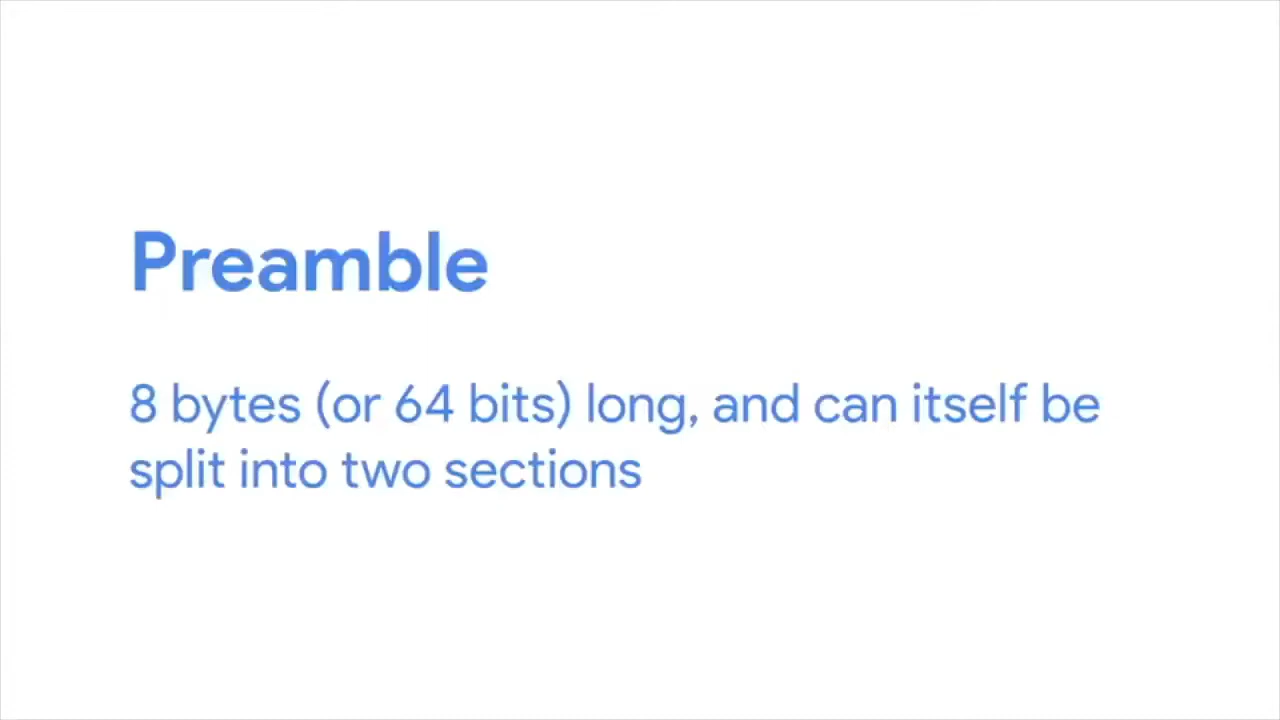 Preamble
8 bytes (or 64 bits) long, and can itself be
split into two sections